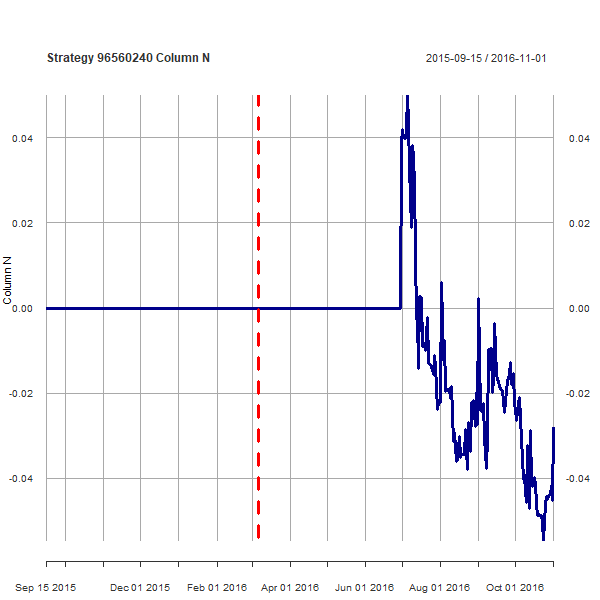 Strategy 96560240 Column N 2015-09-15 / 2016-11-01
0.04 0.04
0.02 0.02
0.00 0.00
-0.02 -0.02
-0.04 -0.04
Column N
Sep 15 2015 Dec 01 2015 Feb 01 2016 Apr 01 2016 Jun 01 2016 Aug 01 2016 Oct 01 2016